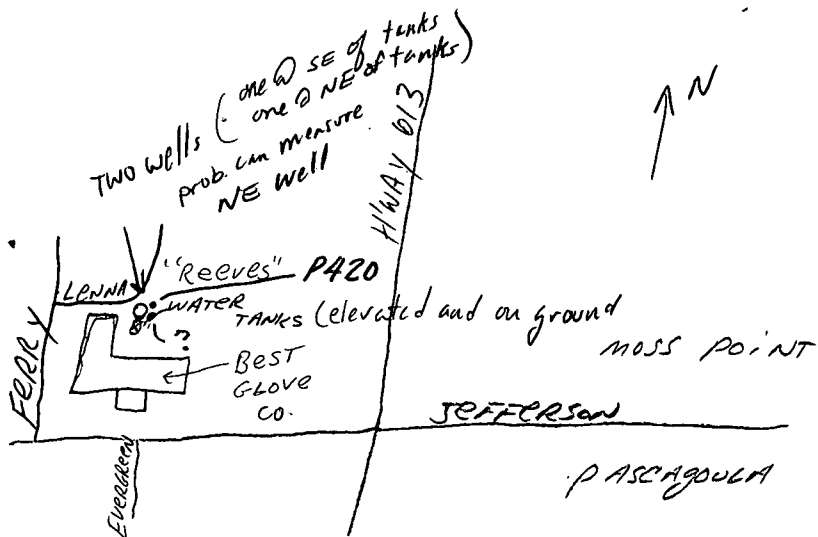 TWO wells ( one @ SE of tanks
one @ NE of tanks )
prob. can measure
NE well
H'WAY 613
N
LENNA
"Reeves" P420
WATER
TANKS (elevated and on ground
?
BEST
GLOVE
CO.
FERRY
MOSS POINT
JEFFERSON
EVERGREEN
PASCAGOULA